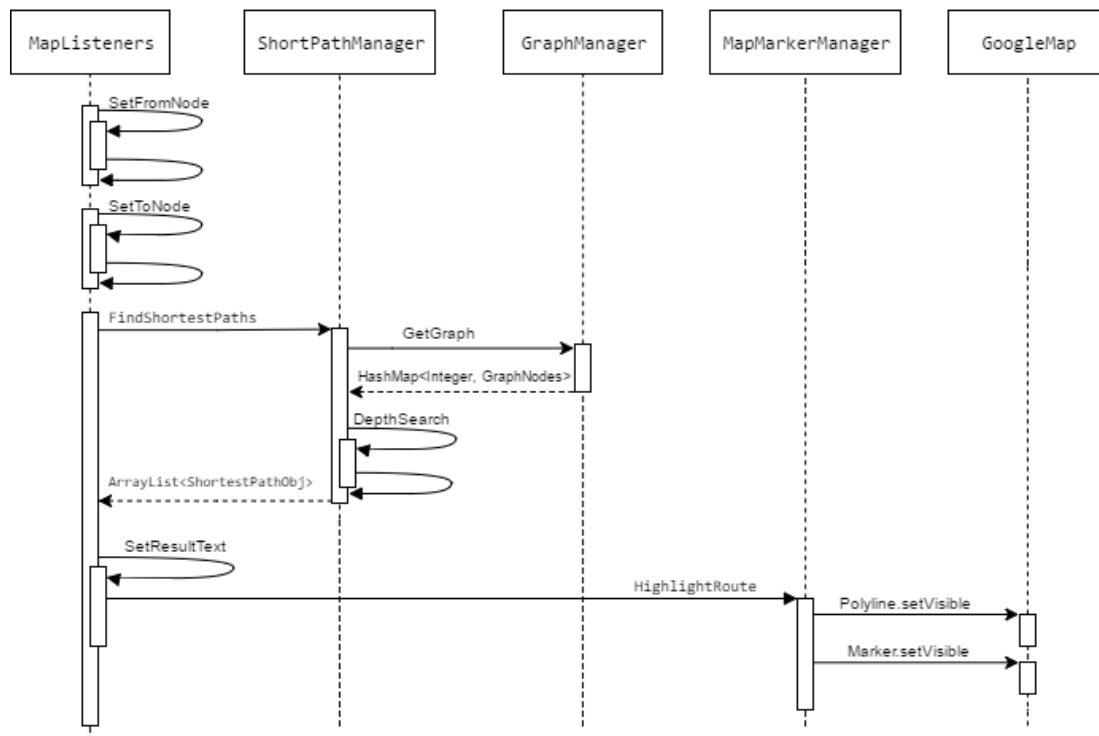 MapListeners
ShortPathManager
GraphManager
MapMarkerManager
GoogleMap
SetFromNode
SetToNode
FindShortestPaths
GetGraph
HashMap<Integer, GraphNodes>
DepthSearch
ArrayList<ShortestPathObj>
SetResultText
HighlightRoute
Polyline.setVisible
Marker.setVisible